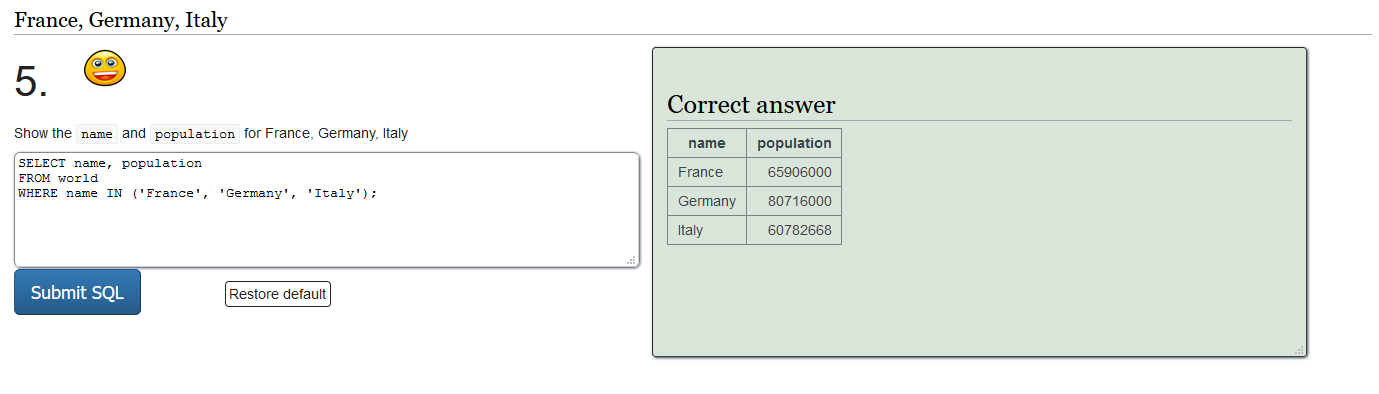 France, Germany, Italy
5.
Show the name and population for France, Germany, Italy
SELECT name, population
FROM world
WHERE name IN ('France', 'Germany', 'Italy');
Submit SQL
Restore default
Correct answer
name population
France 65906000
Germany 80716000
Italy 60782668